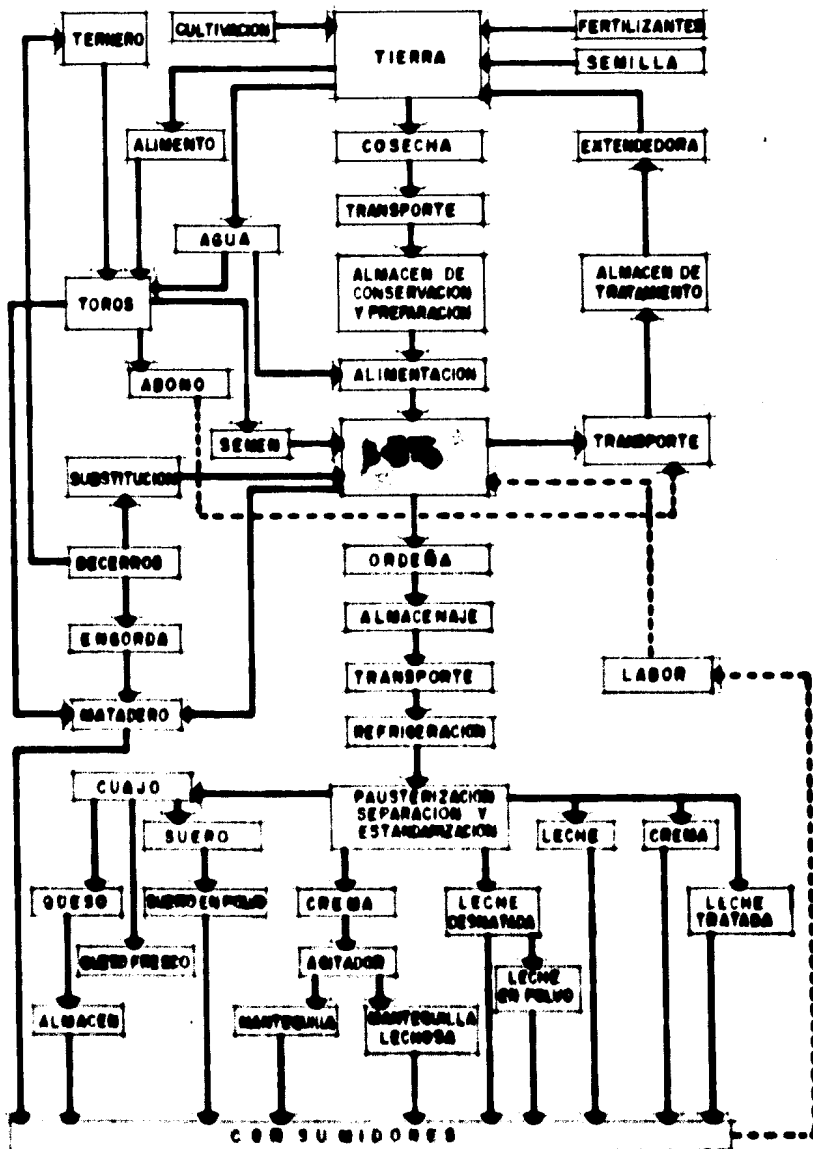 TERNERO
CULTIVACION
TIERRA
FERTILIZANTES
SEMILLA
ALIMENTO
COSECHA
EXTENDEDORA
TRANSPORTE
AGUA
ALMACEN DE
CONSERVACION
Y PREPARACION
ALMACEN DE
TRATAMIENTO
TOROS
ABONO
ALIMENTACION
SEMEN
TRANSPORTE
SUBSTITUCION
BECERROS
ORDEÑA
ENGORDA
ALMACENAJE
TRANSPORTE
LABOR
MATADERO
REFRIGERACION
CUAJO
PAUSTERIZACION
SEPARACION Y
ESTANDARIZACION
SUERO
LECHE
CREMA
QUESO
SUERO EN POLVO
CREMA
LECHE
DESNATADA
LECHE
TRATADA
QUESO FRESCO
AGITADOR
LECHE
EN POLVO
ALMACEN
MANTEQUILLA
MANTEQUILLA
LECHOSA
CONSUMIDORES